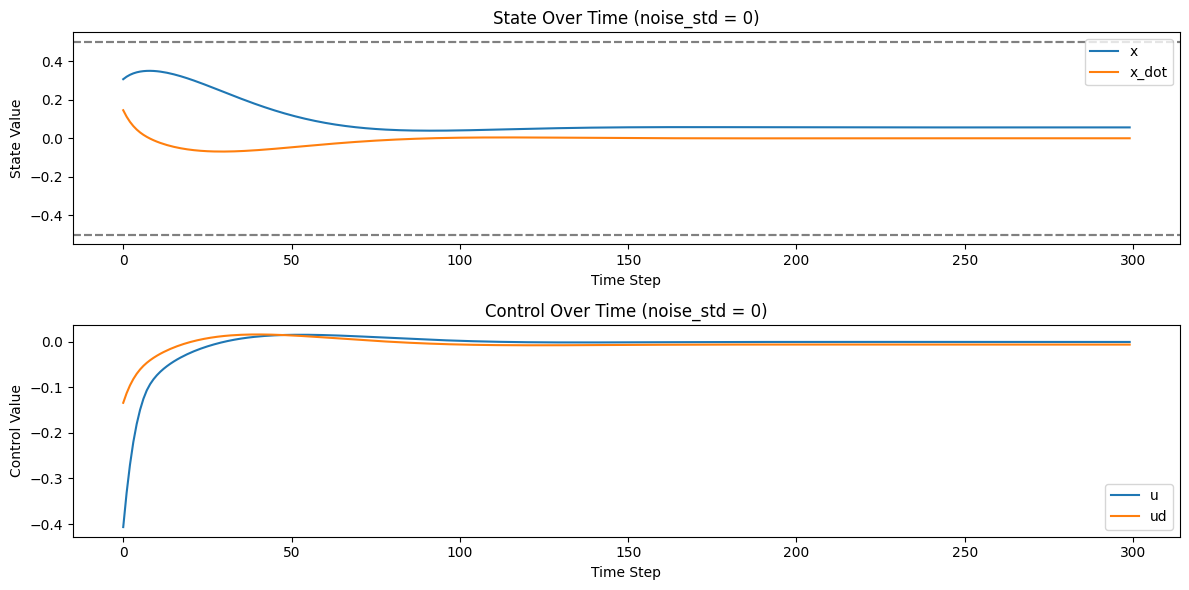 State Over Time (noise_std = 0)
State Value
0.4
0.2
0.0
−0.2
−0.4
x
x_dot
0 50 100 150 200 250 300
Time Step
Control Over Time (noise_std = 0)
Control Value
0.0
−0.1
−0.2
−0.3
−0.4
u
ud
0 50 100 150 200 250 300
Time Step